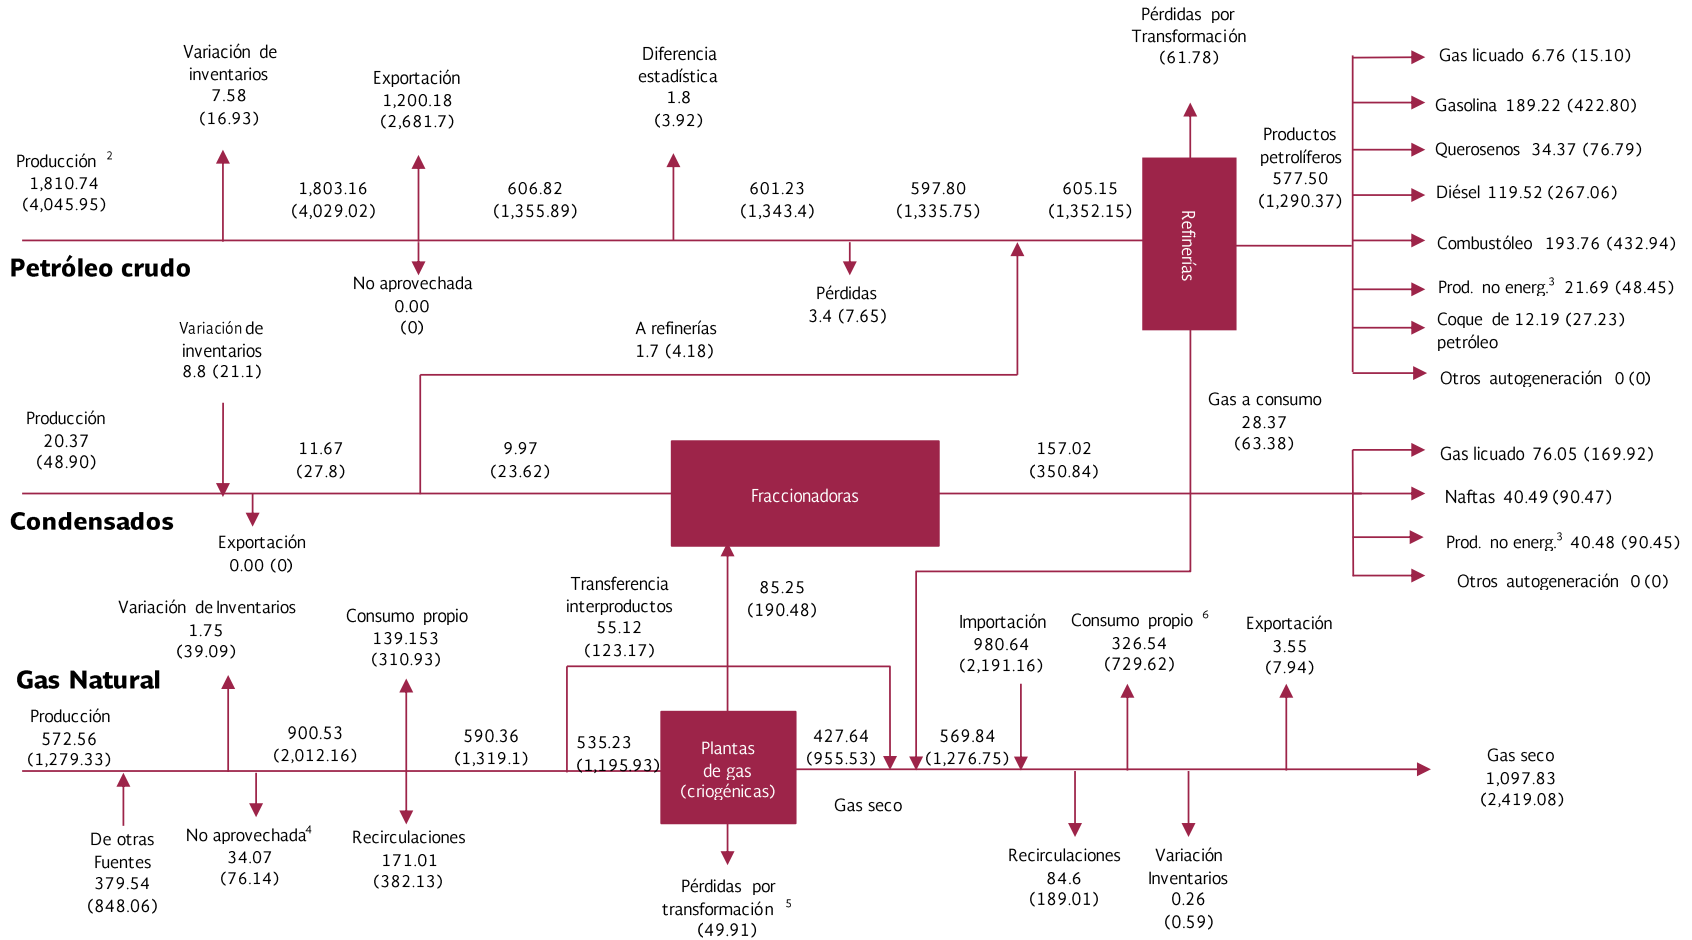 Pérdidas por
Transformación
(61.78)
Variación de
inventarios
7.58
(16.93)
Exportación
1,200.18
(2,681.7)
Diferencia
estadística
1.8
(3.92)
Producción 2
1,810.74
(4,045.95)
1,803.16
(4,029.02)
606.82
(1,355.89)
601.23
(1,343.4)
597.80
(1,335.75)
605.15
(1,352.15)
Refinerías
Productos
petrolíferos
577.50
(1,290.37)
Gas licuado 6.76 (15.10)
Gasolina 189.22 (422.80)
Querosenos 34.37 (76.79)
Diésel 119.52 (267.06)
Combustóleo 193.76 (432.94)
Prod. no energ.3 21.69 (48.45)
Coque de 12.19 (27.23)
petróleo
Otros autogeneración 0 (0)
Petróleo crudo
No aprovechada
0.00
(0)
Pérdidas
3.4 (7.65)
Variación de
inventarios
8.8 (21.1)
A refinerías
1.7 (4.18)
Gas a consumo
28.37
(63.38)
Producción
20.37
(48.90)
11.67
(27.8)
9.97
(23.62)
Fraccionadoras
157.02
(350.84)
Gas licuado 76.05 (169.92)
Naftas 40.49 (90.47)
Prod. no energ.3 40.48 (90.45)
Otros autogeneración 0 (0)
Condensados
Exportación
0.00 (0)
Variación de Inventarios
1.75
(39.09)
Consumo propio
139.153
(310.93)
Transferencia
interproductos
55.12
(123.17)
85.25
(190.48)
Importación
980.64
(2,191.16)
Consumo propio 6
326.54
(729.62)
Exportación
3.55
(7.94)
Gas Natural
Producción
572.56
(1,279.33)
900.53
(2,012.16)
590.36
(1,319.1)
535.23
(1,195.93)
Plantas
de gas
(criogénicas)
427.64
(955.53)
569.84
(1,276.75)
Gas seco
1,097.83
(2,419.08)
Gas seco
De otras
Fuentes
379.54
(848.06)
No aprovechada4
34.07
(76.14)
Recirculaciones
171.01
(382.13)
Pérdidas por
transformación 5
(49.91)
Recirculaciones
84.6
(189.01)
Variación
Inventarios
0.26
(0.59)